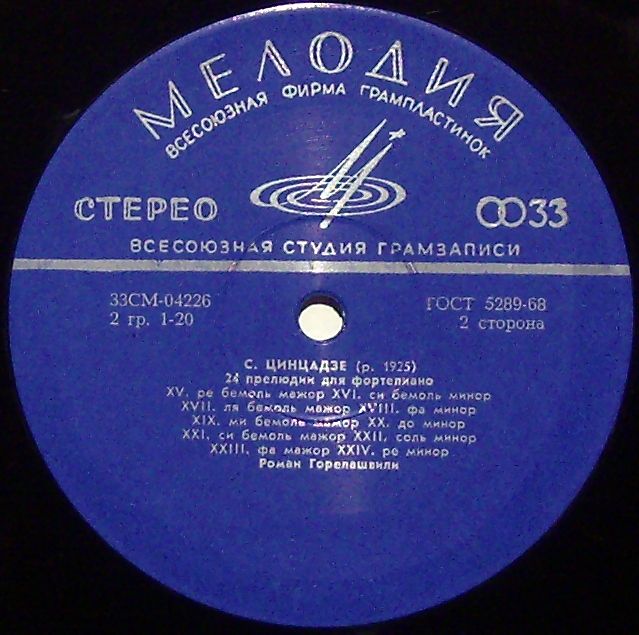 МЕЛОДИЯ
ВСЕСОЮЗНАЯ ФИРМА ГРАМПЛАСТИНОК
СТЕРЕО
33
ВСЕСОЮЗНАЯ СТУДИЯ ГРАМЗАПИСИ
33СМ-04226 ГОСТ 5289-68
2 гр. 1-20 2 сторона
С. ЦИНЦАДЗЕ (р. 1925)
24 прелюдии для фортепиано
XV. ре бемоль мажор XVI. си бемоль минор
XVII. ля бемоль мажор XVIII. фа минор
XIX. ми бемоль мажор XX. до минор
XXI. си бемоль мажор XXII. соль минор
XXIII. фа мажор XXIV. ре минор
Роман Горелашвили